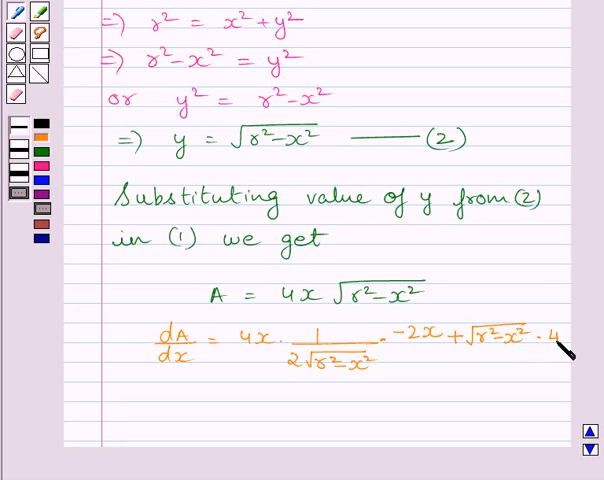 =) r² = x² + y²
=) r² - x² = y²
or y² = r² - x²
=) y = √(r² - x²) ——— (2)
Substituting value of y from (2)
in (1) we get
A = 4x √(r² - x²)
dA/dx = 4x · 1/(2√(r² - x²)) · -2x + √(r² - x²) · 4